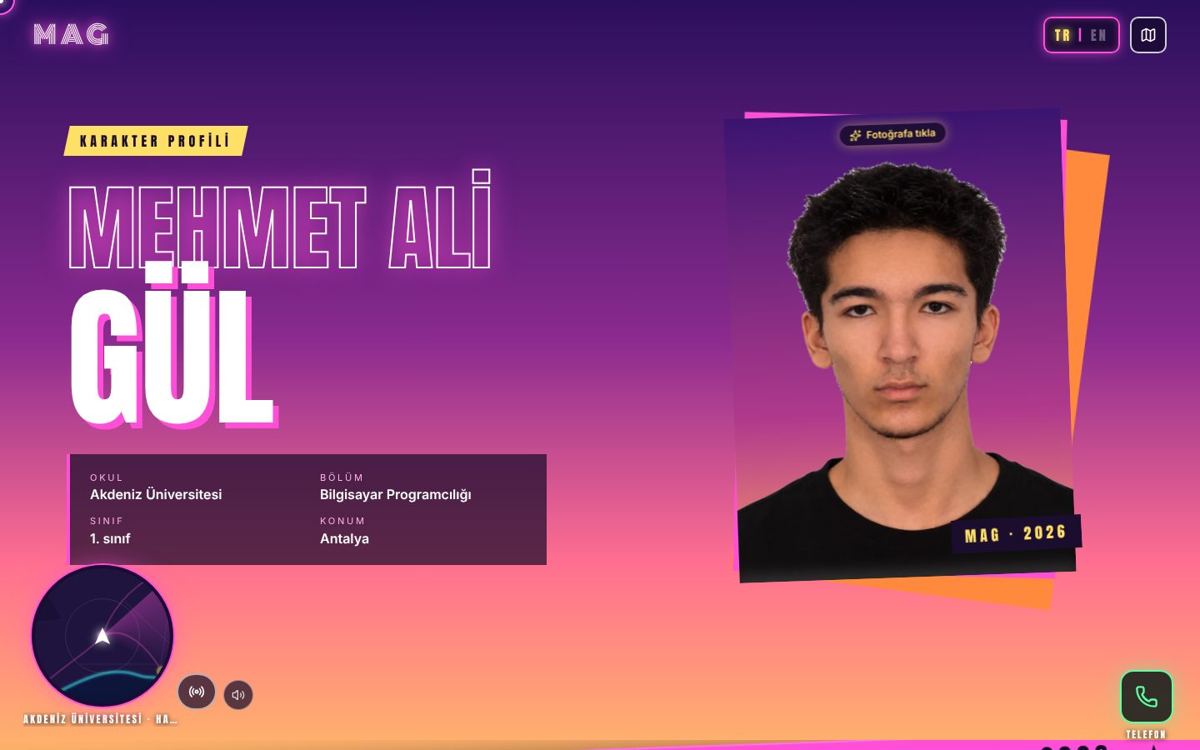 MAG
TR | EN
KARAKTER PROFİLİ
Fotoğrafa tıkla
MEHMET ALİ
GÜL
OKUL
Akdeniz Üniversitesi
BÖLÜM
Bilgisayar Programcılığı
SINIF
1. sınıf
KONUM
Antalya
MAG · 2026
AKDENİZ ÜNİVERSİTESİ · HA...
TELEFON